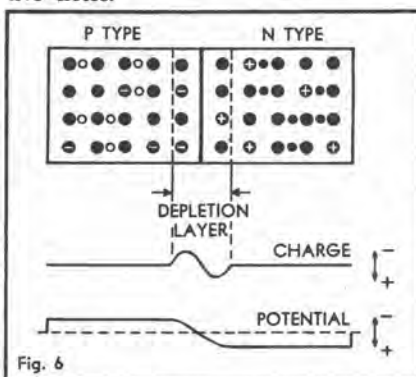 P TYPE N TYPE
DEPLETION
LAYER
CHARGE - +
POTENTIAL - +
Fig. 6